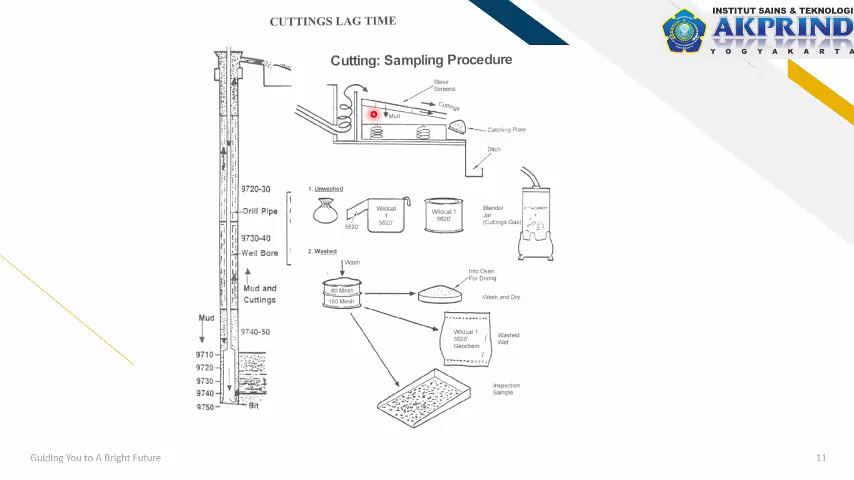 CUTTINGS LAG TIME
INSTITUT SAINS & TEKNOLOGI
AKPRIND
YOGYAKARTA
Cutting: Sampling Procedure
Sieve
Screens
Cuttings
Mud
Catching Plate
Ditch
9720-30
Drill Pipe
9730-40
Well Bore
Mud and
Cuttings
Mud
9740-50
9710
9720
9730
9740
9750
Bit
1. Unwashed
5620'
Wildcat
1
5620'
Wildcat 1
5620'
Blender
Jar
(Cuttings Gas)
2. Washed
Wash
80 Mesh
180 Mesh
Into Oven
For Drying
Wash and Dry
Wildcat 1
5620'
Geochem
Washed
Wet
Inspection
Sample
Guiding You to A Bright Future
11